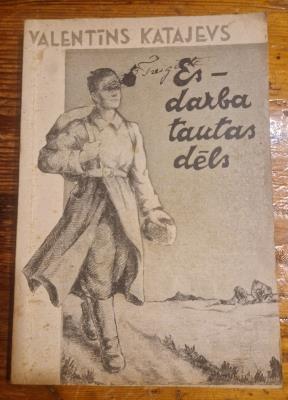 VALENTĪNS KATAJEVS
Es –
darba
tautas
dēls